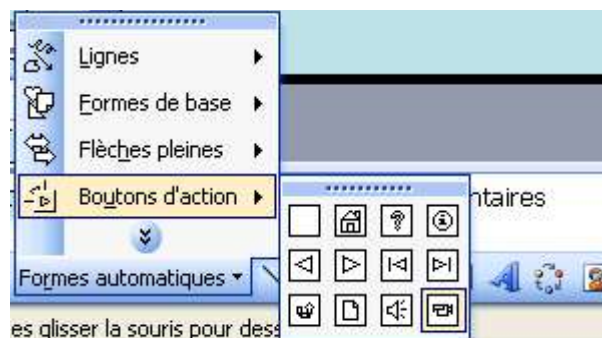 Lignes
Formes de base
Flèches pleines
Boutons d'action
ntaires
Formes automatiques
es glisser la souris pour dess